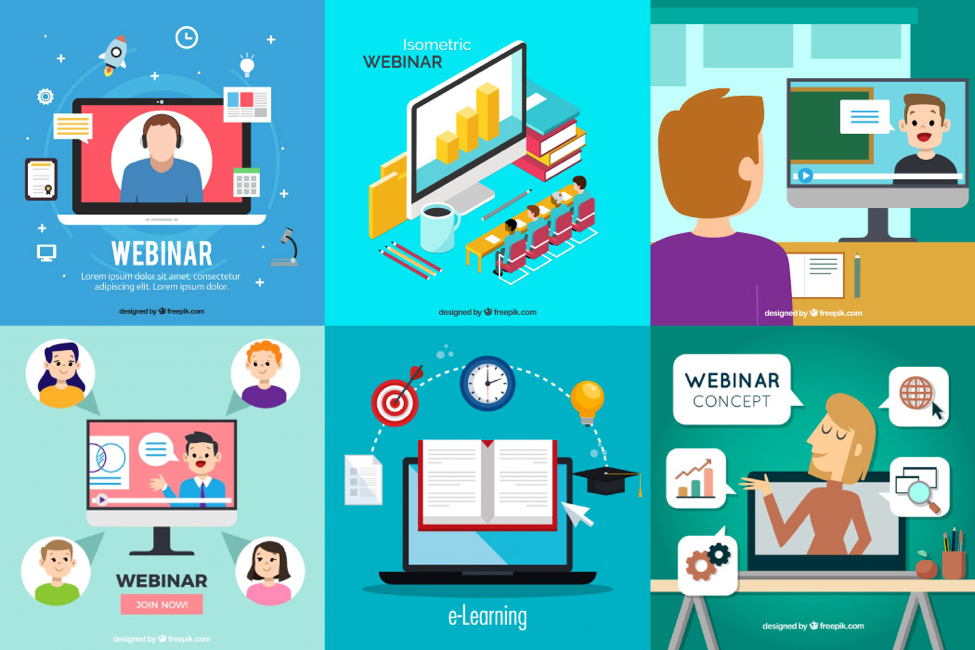 WEBINAR
Lorem ipsum dolor sit amet, consectetur
adipiscing elit. Lorem ipsum dolor.
designed by freepik.com
Isometric
WEBINAR
designed by freepik.com
designed by freepik.com
WEBINAR
JOIN NOW!
designed by freepik.com
e-Learning
WEBINAR
CONCEPT
designed by freepik.com